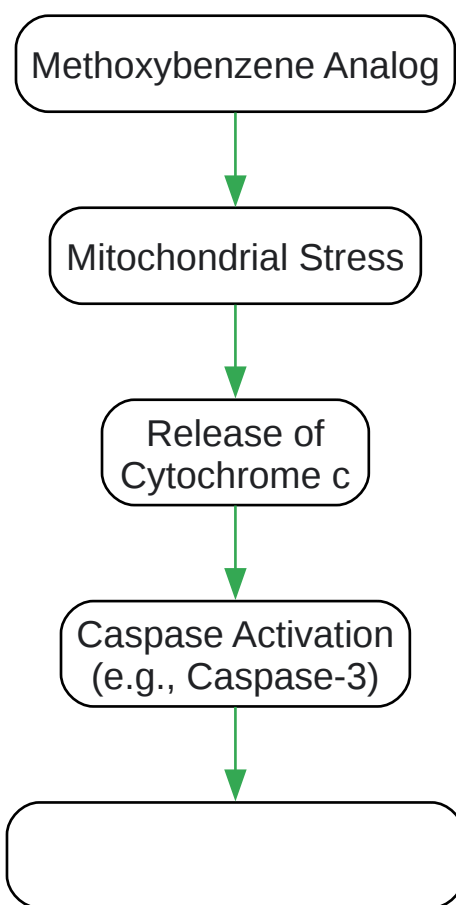 Methoxybenzene Analog
Mitochondrial Stress
Release of
Cytochrome c
Caspase Activation
(e.g., Caspase-3)